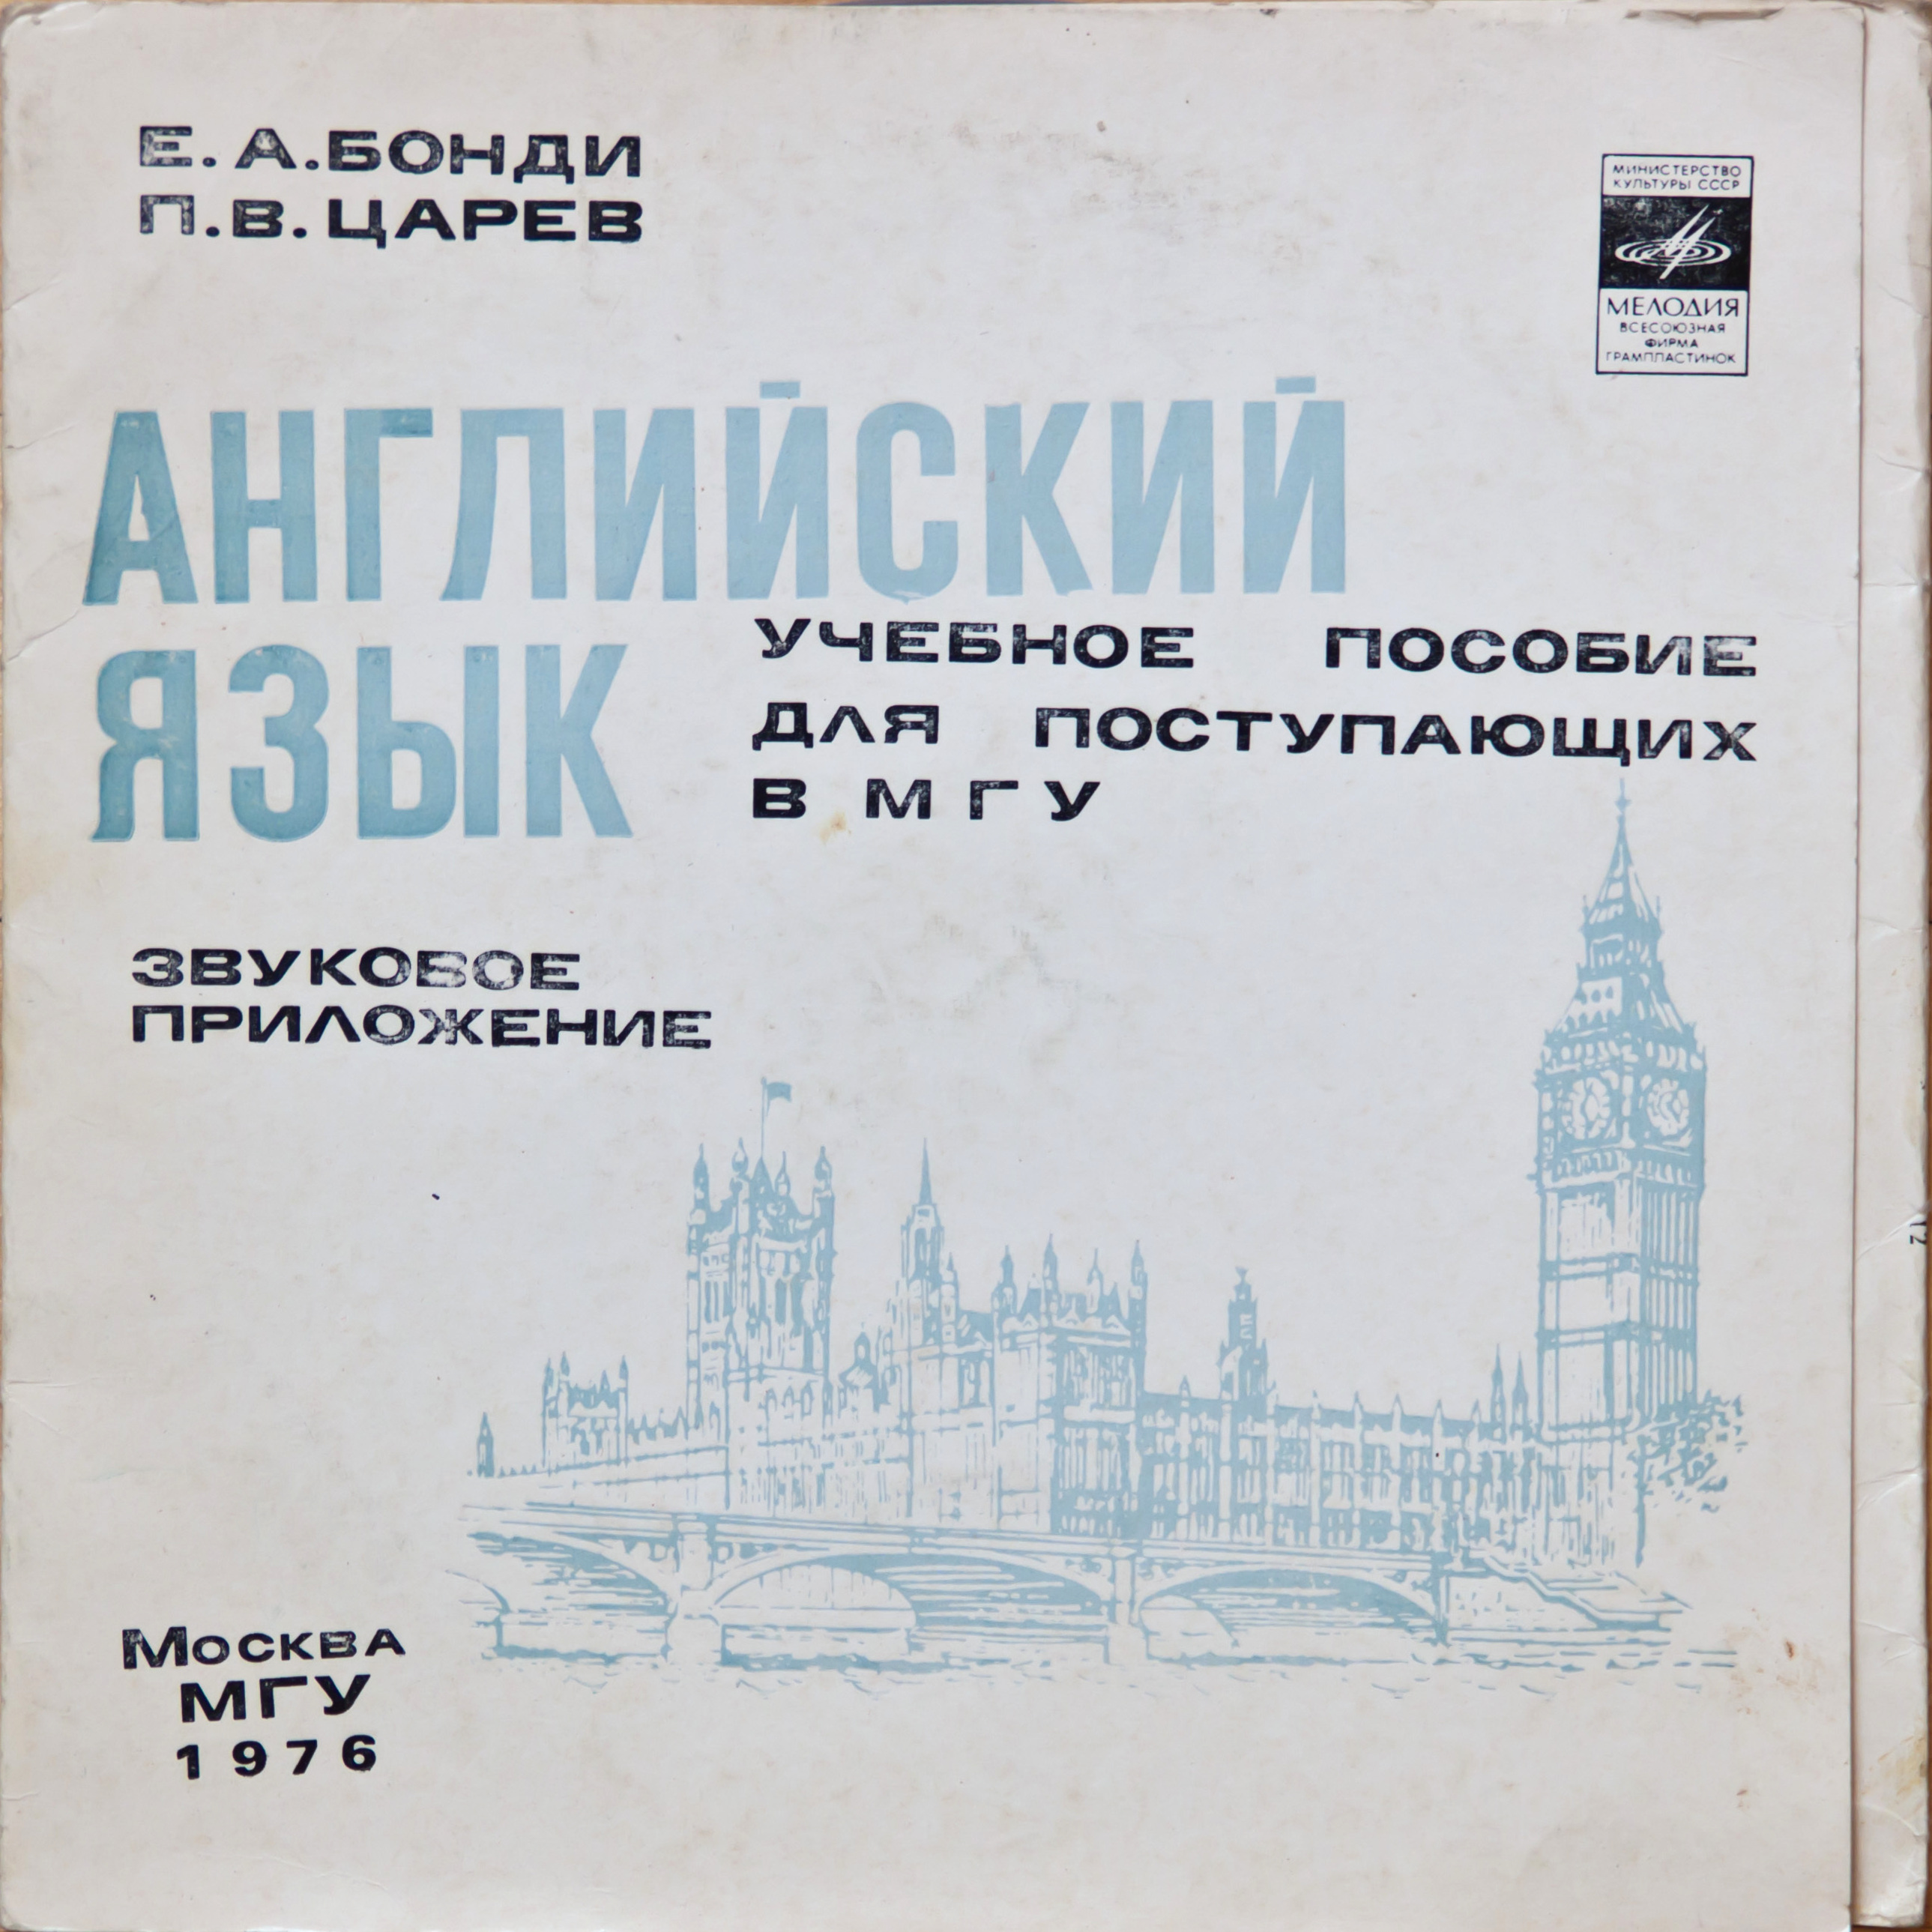 Е. А. БОНДИ
П. В. ЦАРЕВ
МИНИСТЕРСТВО
КУЛЬТУРЫ СССР
МЕЛОДИЯ
ВСЕСОЮЗНАЯ
ФИРМА
ГРАМПЛАСТИНОК
АНГЛИЙСКИЙ
ЯЗЫК
УЧЕБНОЕ ПОСОБИЕ
ДЛЯ ПОСТУПАЮЩИХ
В МГУ
ЗВУКОВОЕ
ПРИЛОЖЕНИЕ
МОСКВА
МГУ
1976